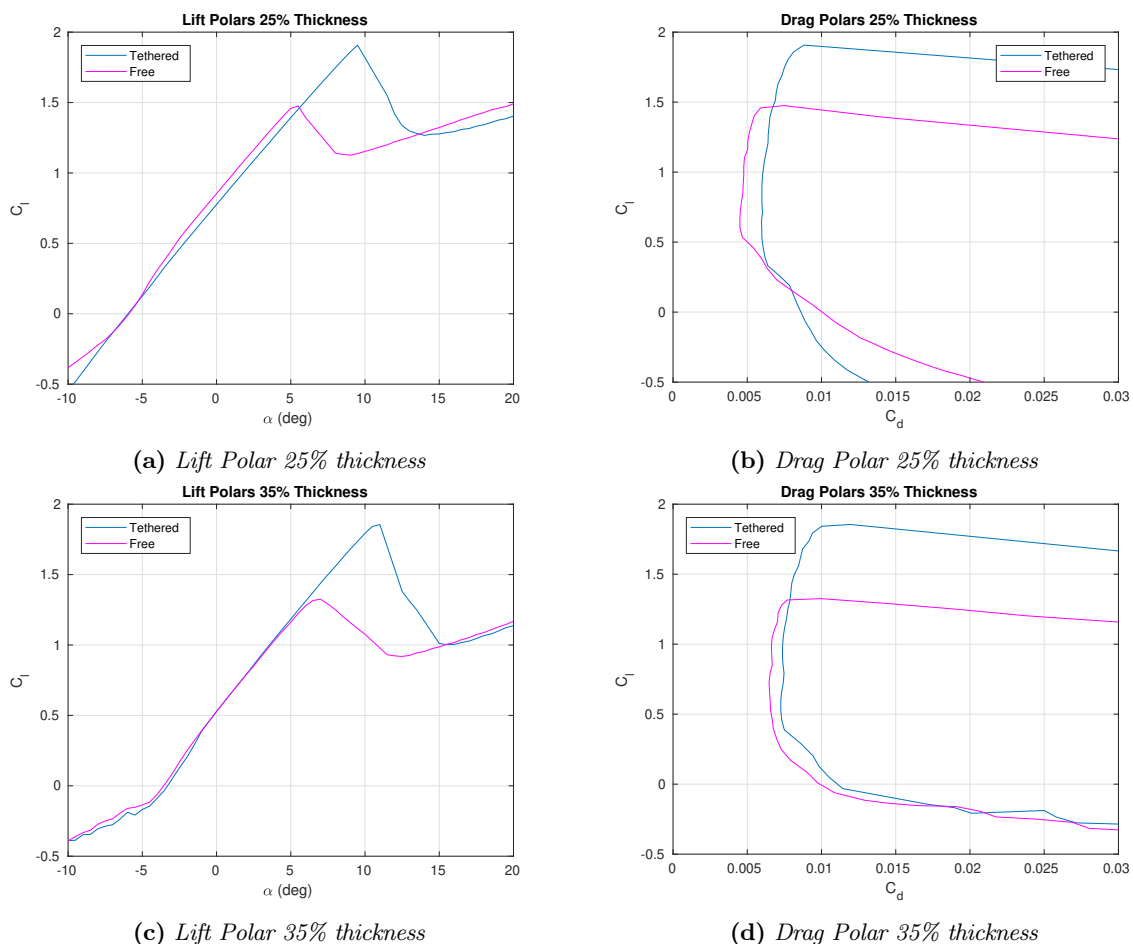 Lift Polars 25% Thickness
Tethered
Free
2
1.5
1
0.5
0
-0.5
C_l
-10
-5
0
5
10
15
20
α (deg)
(a) Lift Polar 25% thickness
Drag Polars 25% Thickness
Tethered
Free
2
1.5
1
0.5
0
-0.5
C_l
0
0.005
0.01
0.015
0.02
0.025
0.03
C_d
(b) Drag Polar 25% thickness
Lift Polars 35% Thickness
Tethered
Free
2
1.5
1
0.5
0
-0.5
C_l
-10
-5
0
5
10
15
20
α (deg)
(c) Lift Polar 35% thickness
Drag Polars 35% Thickness
Tethered
Free
2
1.5
1
0.5
0
-0.5
C_l
0
0.005
0.01
0.015
0.02
0.025
0.03
C_d
(d) Drag Polar 35% thickness